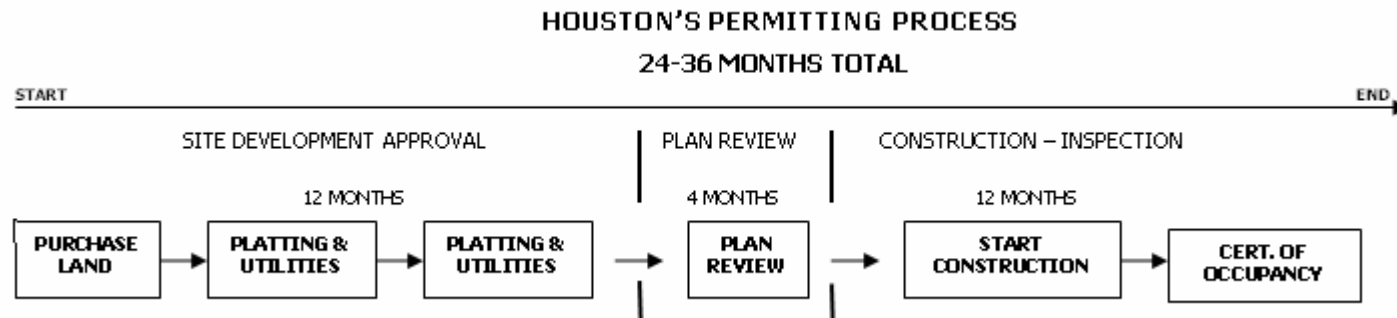 HOUSTON'S PERMITTING PROCESS
24-36 MONTHS TOTAL
START
END
SITE DEVELOPMENT APPROVAL
PLAN REVIEW
CONSTRUCTION – INSPECTION
12 MONTHS
4 MONTHS
12 MONTHS
PURCHASE
LAND
PLATTING &
UTILITIES
PLATTING &
UTILITIES
PLAN
REVIEW
START
CONSTRUCTION
CERT. OF
OCCUPANCY